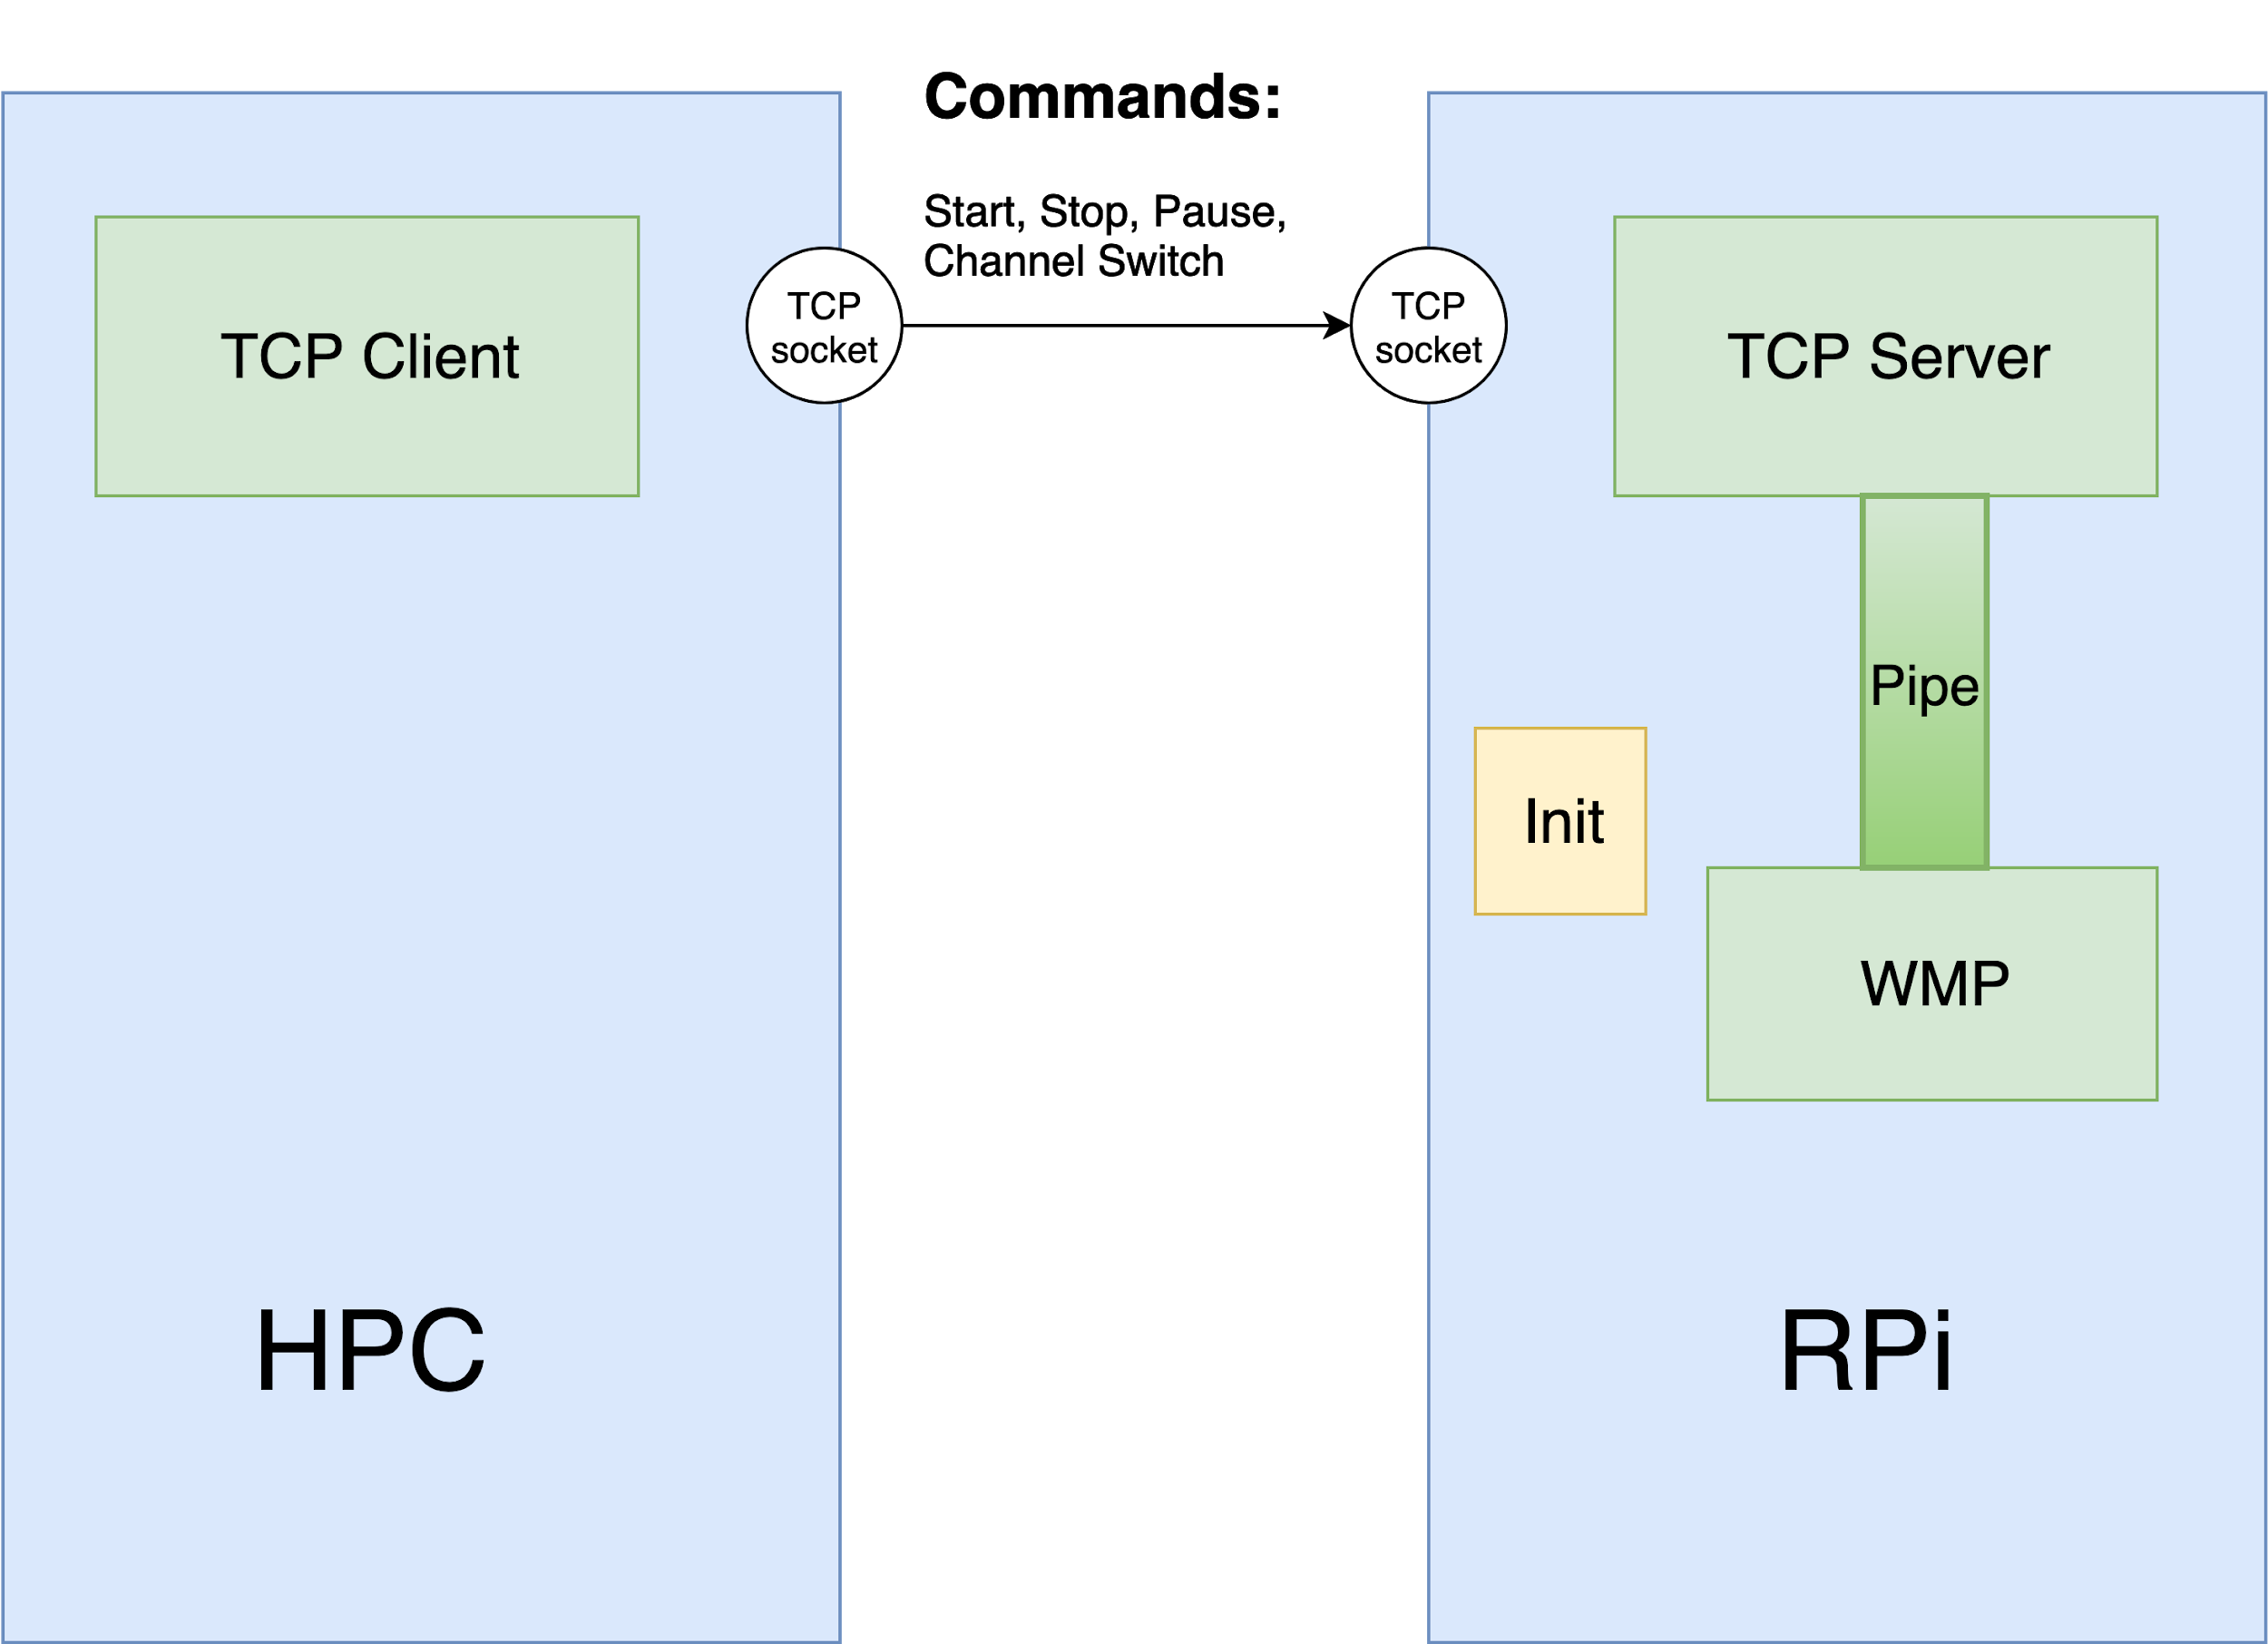 Commands:
Start, Stop, Pause,
Channel Switch
TCP Client
TCP
socket
TCP
socket
TCP Server
Pipe
Init
WMP
HPC
RPi